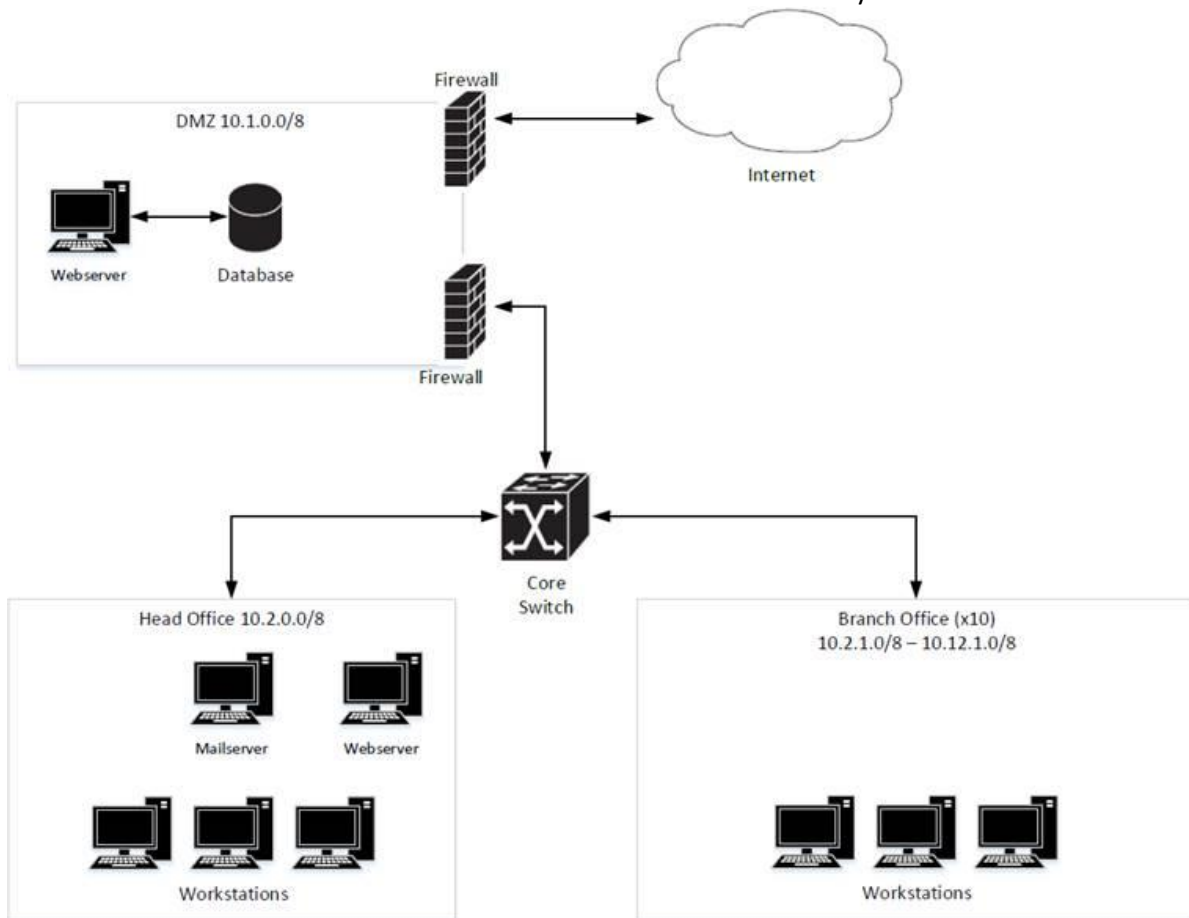 Firewall
DMZ 10.1.0.0/8
Internet
Webserver
Database
Firewall
Core
Switch
Head Office 10.2.0.0/8
Branch Office (x10)
10.2.1.0/8 – 10.12.1.0/8
Mailserver
Webserver
Workstations
Workstations